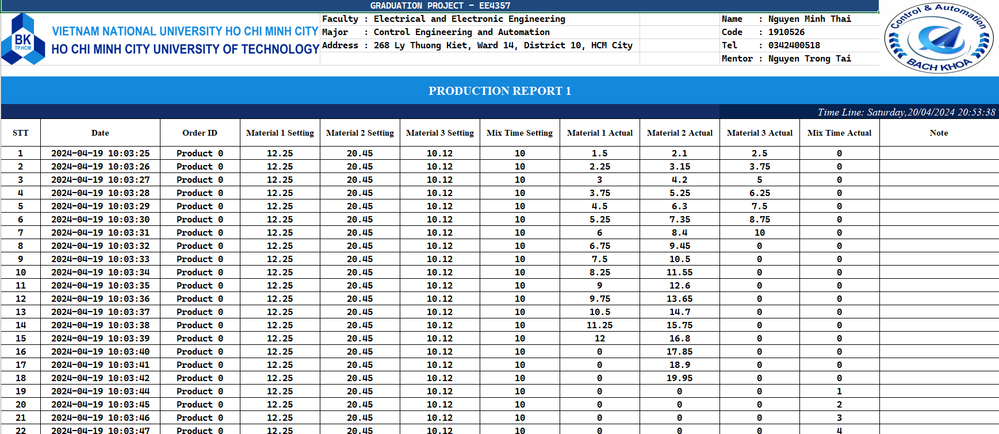 GRADUATION PROJECT - EE4357
BK
TP.HCM
VIETNAM NATIONAL UNIVERSITY HO CHI MINH CITY
HO CHI MINH CITY UNIVERSITY OF TECHNOLOGY
Faculty : Electrical and Electronic Engineering
Major : Control Engineering and Automation
Address : 268 Ly Thuong Kiet, Ward 14, District 10, HCM City
Name : Nguyen Minh Thai
Code : 1910526
Tel : 0342400518
Mentor : Nguyen Trong Tai
Control & Automation
BACH KHOA
PRODUCTION REPORT 1
Time Line: Saturday,20/04/2024 20:53:38
STT Date Order ID Material 1 Setting Material 2 Setting Material 3 Setting Mix Time Setting Material 1 Actual Material 2 Actual Material 3 Actual Mix Time Actual Note
1 2024-04-19 10:03:25 Product 0 12.25 20.45 10.12 10 1.5 2.1 2.5 0
2 2024-04-19 10:03:26 Product 0 12.25 20.45 10.12 10 2.25 3.15 3.75 0
3 2024-04-19 10:03:27 Product 0 12.25 20.45 10.12 10 3 4.2 5 0
4 2024-04-19 10:03:28 Product 0 12.25 20.45 10.12 10 3.75 5.25 6.25 0
5 2024-04-19 10:03:29 Product 0 12.25 20.45 10.12 10 4.5 6.3 7.5 0
6 2024-04-19 10:03:30 Product 0 12.25 20.45 10.12 10 5.25 7.35 8.75 0
7 2024-04-19 10:03:31 Product 0 12.25 20.45 10.12 10 6 8.4 10 0
8 2024-04-19 10:03:32 Product 0 12.25 20.45 10.12 10 6.75 9.45 0 0
9 2024-04-19 10:03:33 Product 0 12.25 20.45 10.12 10 7.5 10.5 0 0
10 2024-04-19 10:03:34 Product 0 12.25 20.45 10.12 10 8.25 11.55 0 0
11 2024-04-19 10:03:35 Product 0 12.25 20.45 10.12 10 9 12.6 0 0
12 2024-04-19 10:03:36 Product 0 12.25 20.45 10.12 10 9.75 13.65 0 0
13 2024-04-19 10:03:37 Product 0 12.25 20.45 10.12 10 10.5 14.7 0 0
14 2024-04-19 10:03:38 Product 0 12.25 20.45 10.12 10 11.25 15.75 0 0
15 2024-04-19 10:03:39 Product 0 12.25 20.45 10.12 10 12 16.8 0 0
16 2024-04-19 10:03:40 Product 0 12.25 20.45 10.12 10 0 17.85 0 0
17 2024-04-19 10:03:41 Product 0 12.25 20.45 10.12 10 0 18.9 0 0
18 2024-04-19 10:03:42 Product 0 12.25 20.45 10.12 10 0 19.95 0 0
19 2024-04-19 10:03:44 Product 0 12.25 20.45 10.12 10 0 0 0 1
20 2024-04-19 10:03:45 Product 0 12.25 20.45 10.12 10 0 0 0 2
21 2024-04-19 10:03:46 Product 0 12.25 20.45 10.12 10 0 0 0 3
22 2024-04-19 10:03:47 Product 0 12.25 20.45 10.12 10 0 0 0 4